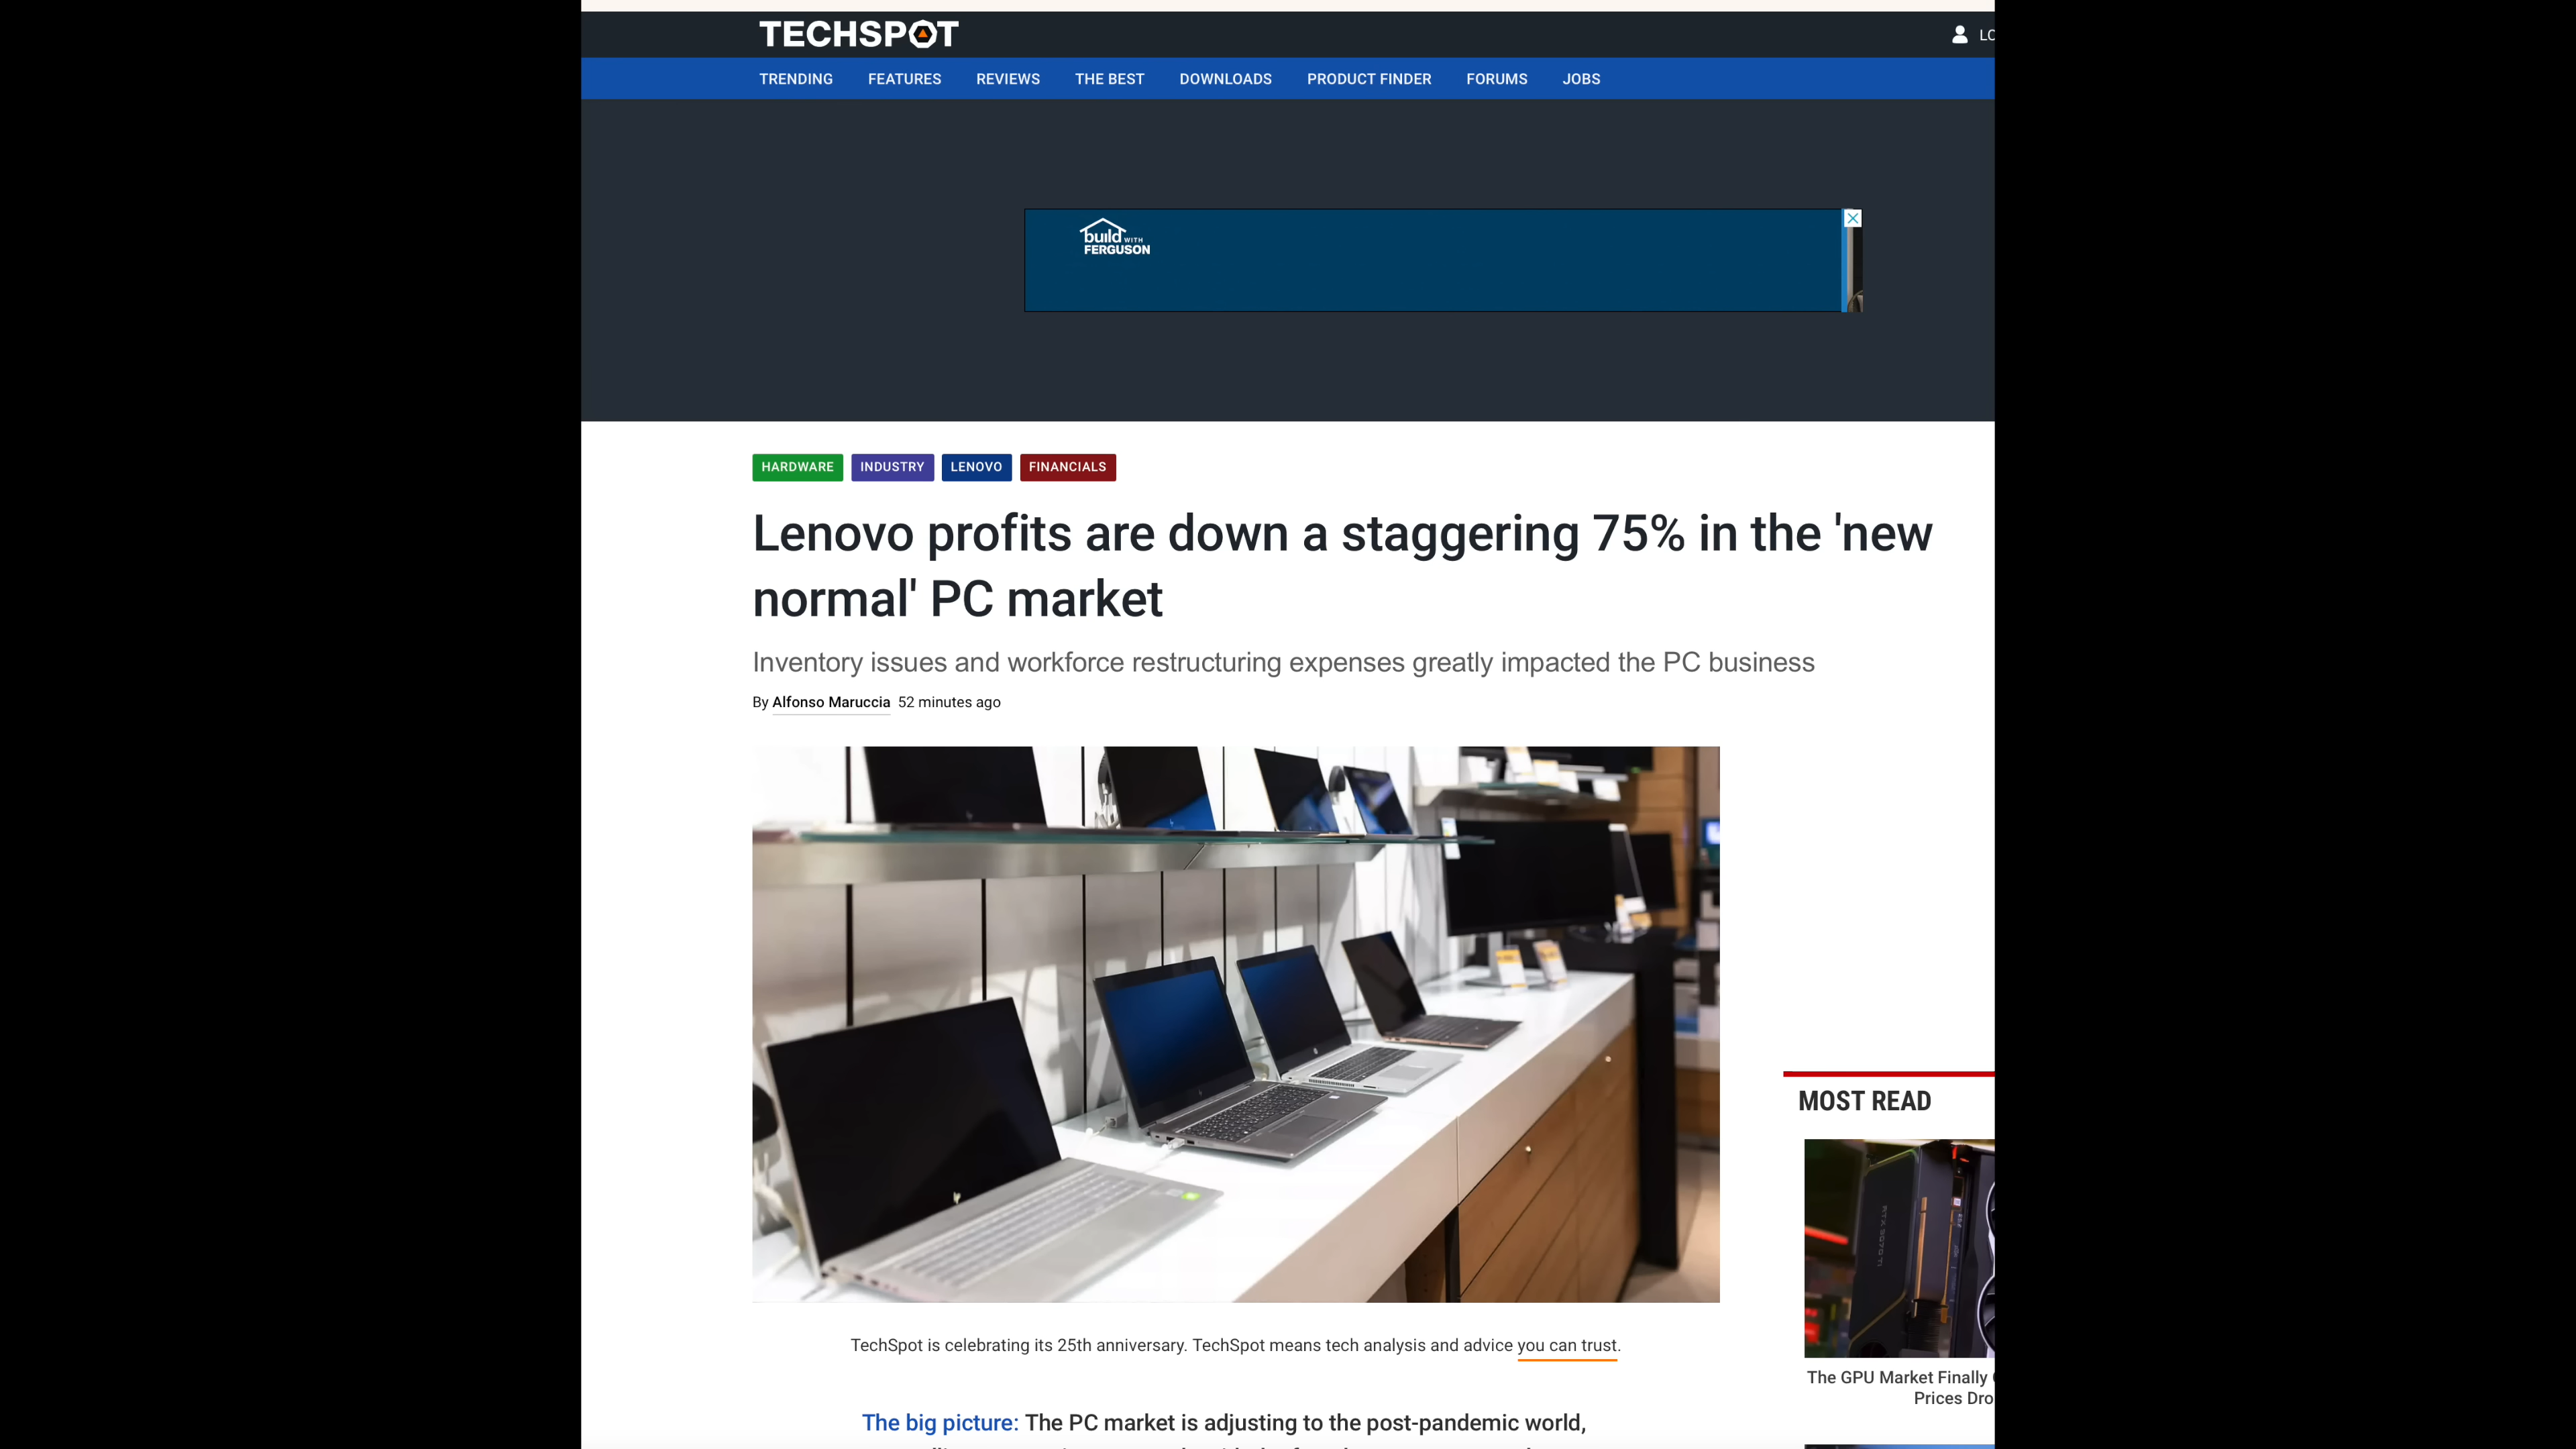 TECHSPOT
LO
TRENDING FEATURES REVIEWS THE BEST DOWNLOADS PRODUCT FINDER FORUMS JOBS
build WITH
FERGUSON
HARDWARE INDUSTRY LENOVO FINANCIALS
Lenovo profits are down a staggering 75% in the 'new
normal' PC market
Inventory issues and workforce restructuring expenses greatly impacted the PC business
By Alfonso Maruccia 52 minutes ago
MOST READ
The GPU Market Finally
Prices Dro
TechSpot is celebrating its 25th anniversary. TechSpot means tech analysis and advice you can trust.
The big picture: The PC market is adjusting to the post-pandemic world,